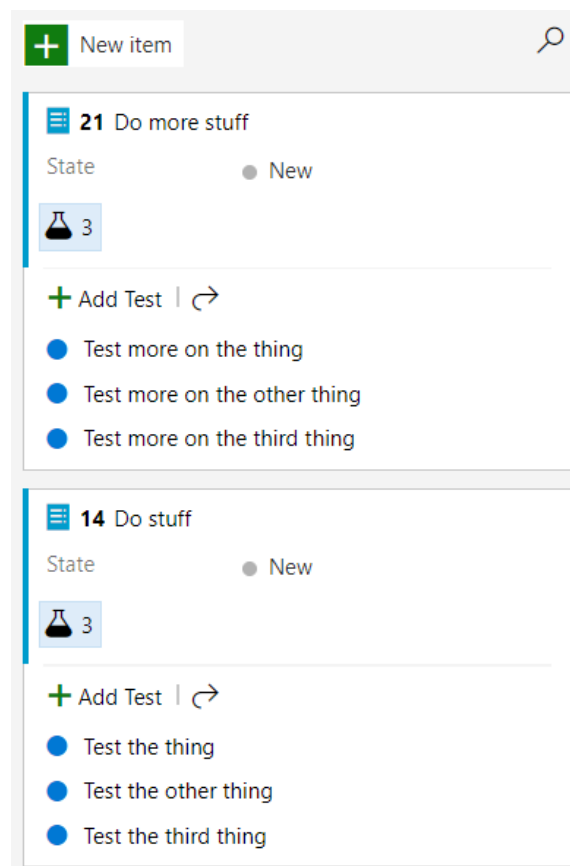 New item
21 Do more stuff
State New
3
Add Test
Test more on the thing
Test more on the other thing
Test more on the third thing
14 Do stuff
State New
3
Add Test
Test the thing
Test the other thing
Test the third thing